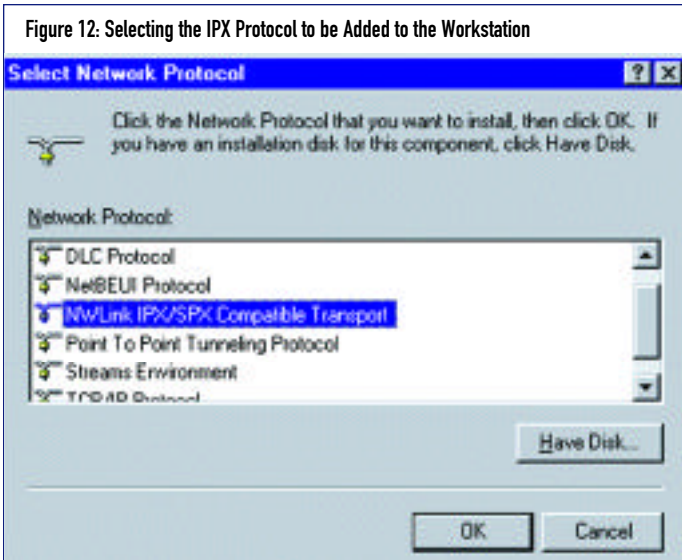 Figure 12: Selecting the IPX Protocol to be Added to the Workstation
Select Network Protocol
Click the Network Protocol that you want to install, then click OK. If
you have an installation disk for this component, click Have Disk.
Network Protocol:
DLC Protocol
NetBEUI Protocol
NWLink IPX/SPX Compatible Transport
Point To Point Tunneling Protocol
Streams Environment
TCP/IP Protocol
Have Disk...
OK
Cancel